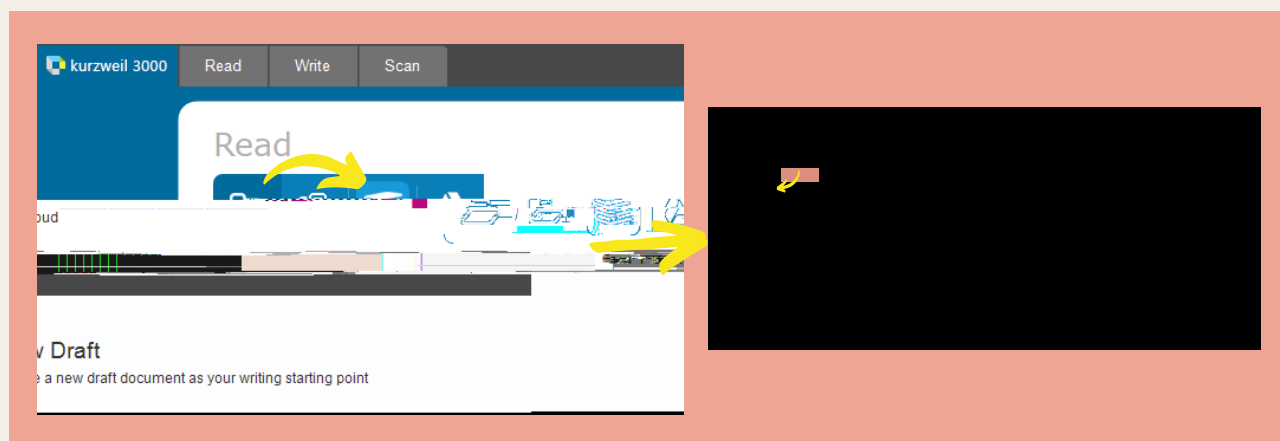 kurzweil 3000 Read Write Scan
Read
oud
Draft
a new draft document as your writing starting point